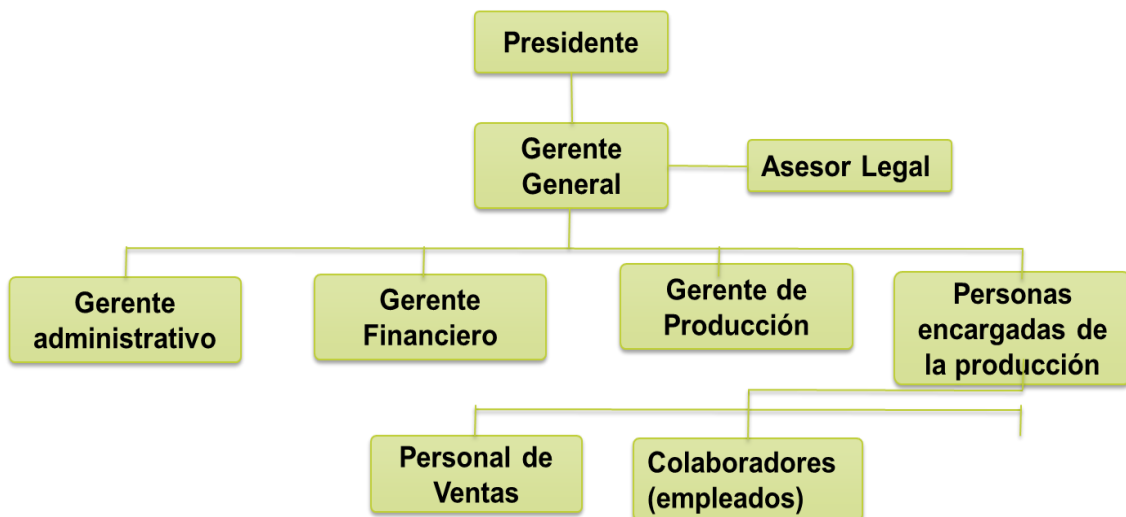 Presidente
Gerente
General
Asesor Legal
Gerente
administrativo
Gerente
Financiero
Gerente de
Producción
Personas
encargadas de
la producción
Personal de
Ventas
Colaboradores
(empleados)